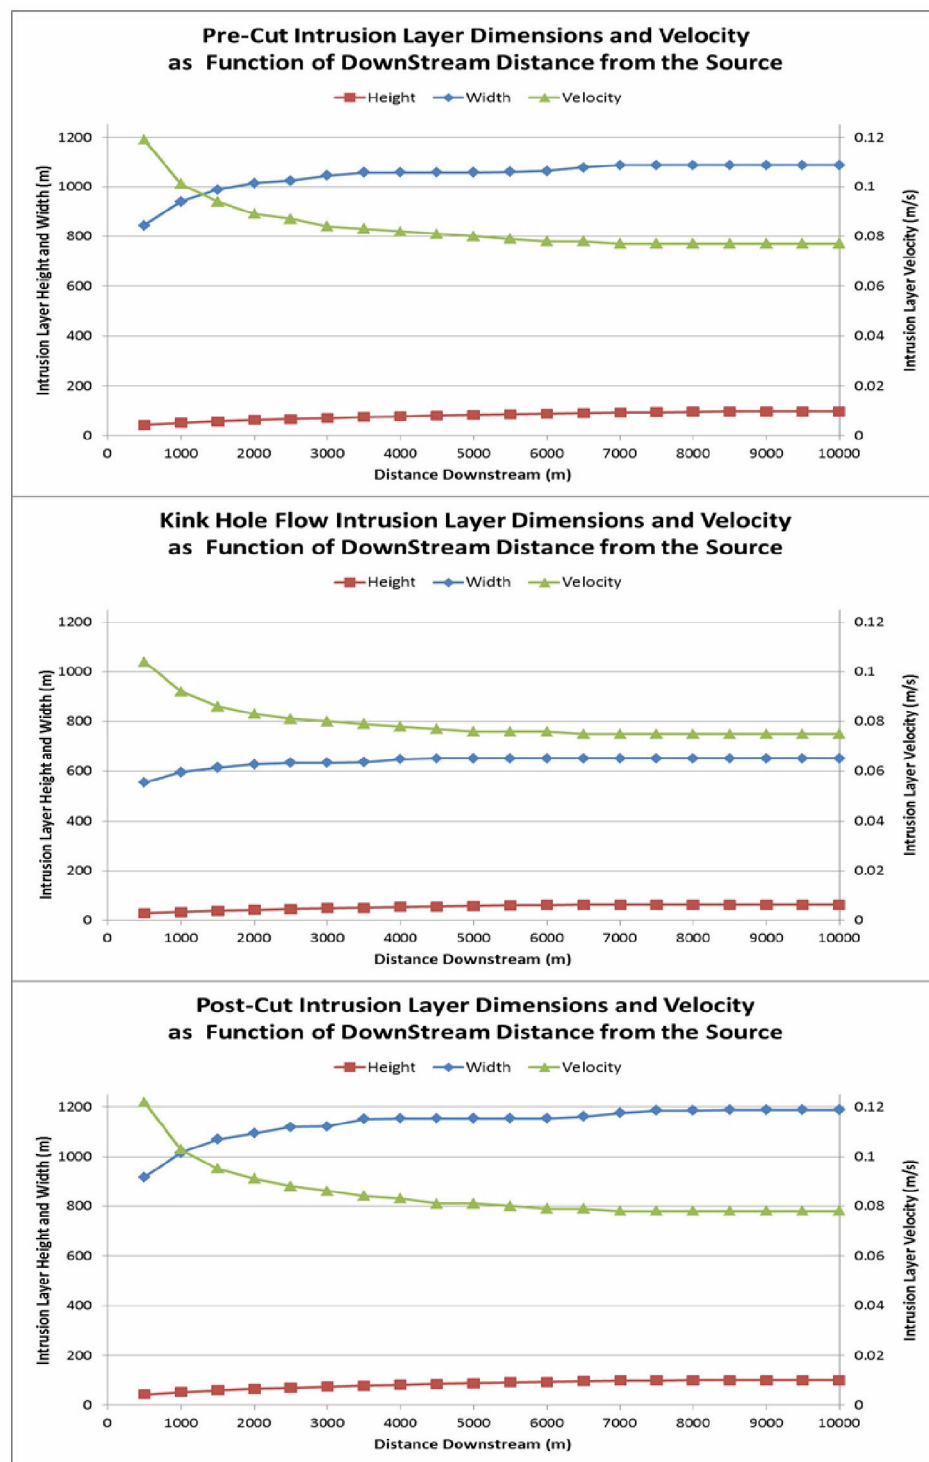 Pre-Cut Intrusion Layer Dimensions and Velocity
as Function of DownStream Distance from the Source
Height Width Velocity
Intrusion Layer Height and Width (m)
1200
1000
800
600
400
200
0
0.12
0.1
0.08
0.06
0.04
0.02
0
Intrusion Layer Velocity (m/s)
0 1000 2000 3000 4000 5000 6000 7000 8000 9000 10000
Distance Downstream (m)
Kink Hole Flow Intrusion Layer Dimensions and Velocity
as Function of DownStream Distance from the Source
Height Width Velocity
Intrusion Layer Height and Width (m)
1200
1000
800
600
400
200
0
0.12
0.1
0.08
0.06
0.04
0.02
0
Intrusion Layer Velocity (m/s)
0 1000 2000 3000 4000 5000 6000 7000 8000 9000 10000
Distance Downstream (m)
Post-Cut Intrusion Layer Dimensions and Velocity
as Function of DownStream Distance from the Source
Height Width Velocity
Intrusion Layer Height and Width (m)
1200
1000
800
600
400
200
0
0.12
0.1
0.08
0.06
0.04
0.02
0
Intrusion Layer Velocity (m/s)
0 1000 2000 3000 4000 5000 6000 7000 8000 9000 10000
Distance Downstream (m)